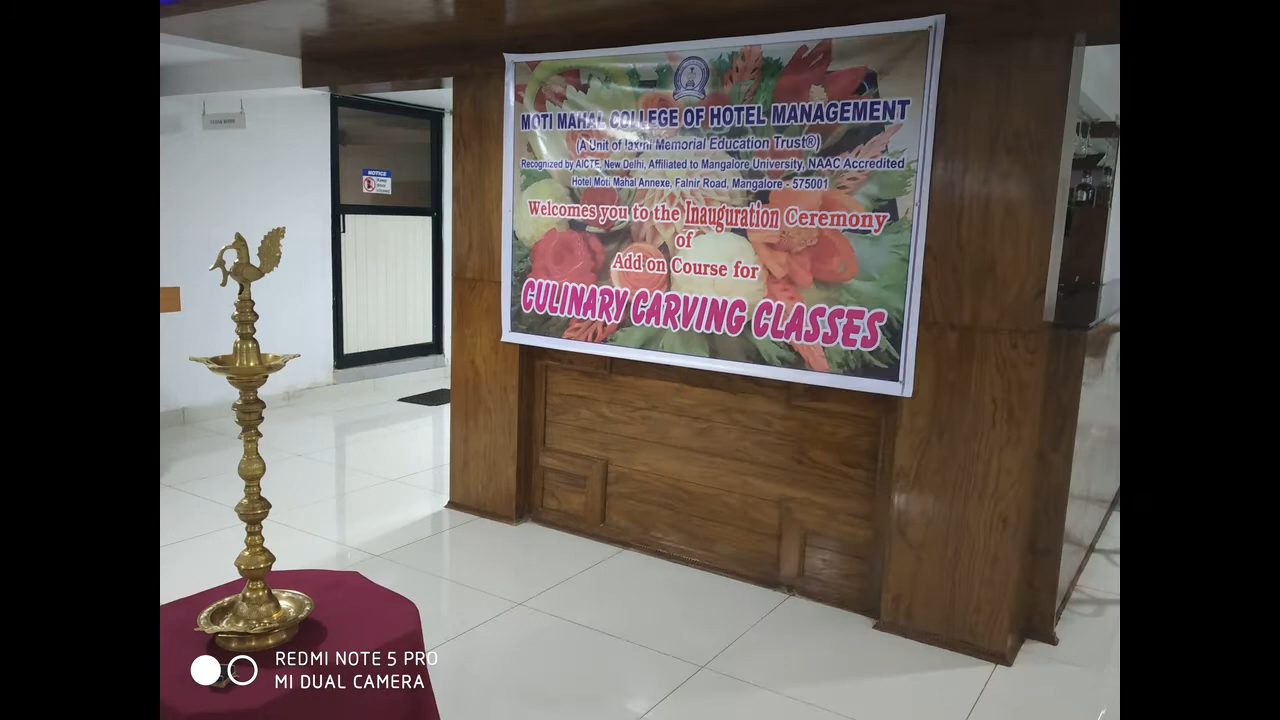 MOTI MAHAL COLLEGE OF HOTEL MANAGEMENT
(A Unit of laxmi Memorial Education Trust®)
Recognized by AICTE, New Delhi, Affiliated to Mangalore University, NAAC Accredited
Hotel Moti Mahal Annexe, Falnir Road, Mangalore - 575001
Welcomes you to the Inauguration Ceremony
of
Add on Course for
CULINARY CARVING CLASSES
NOTICE
REDMI NOTE 5 PRO
MI DUAL CAMERA